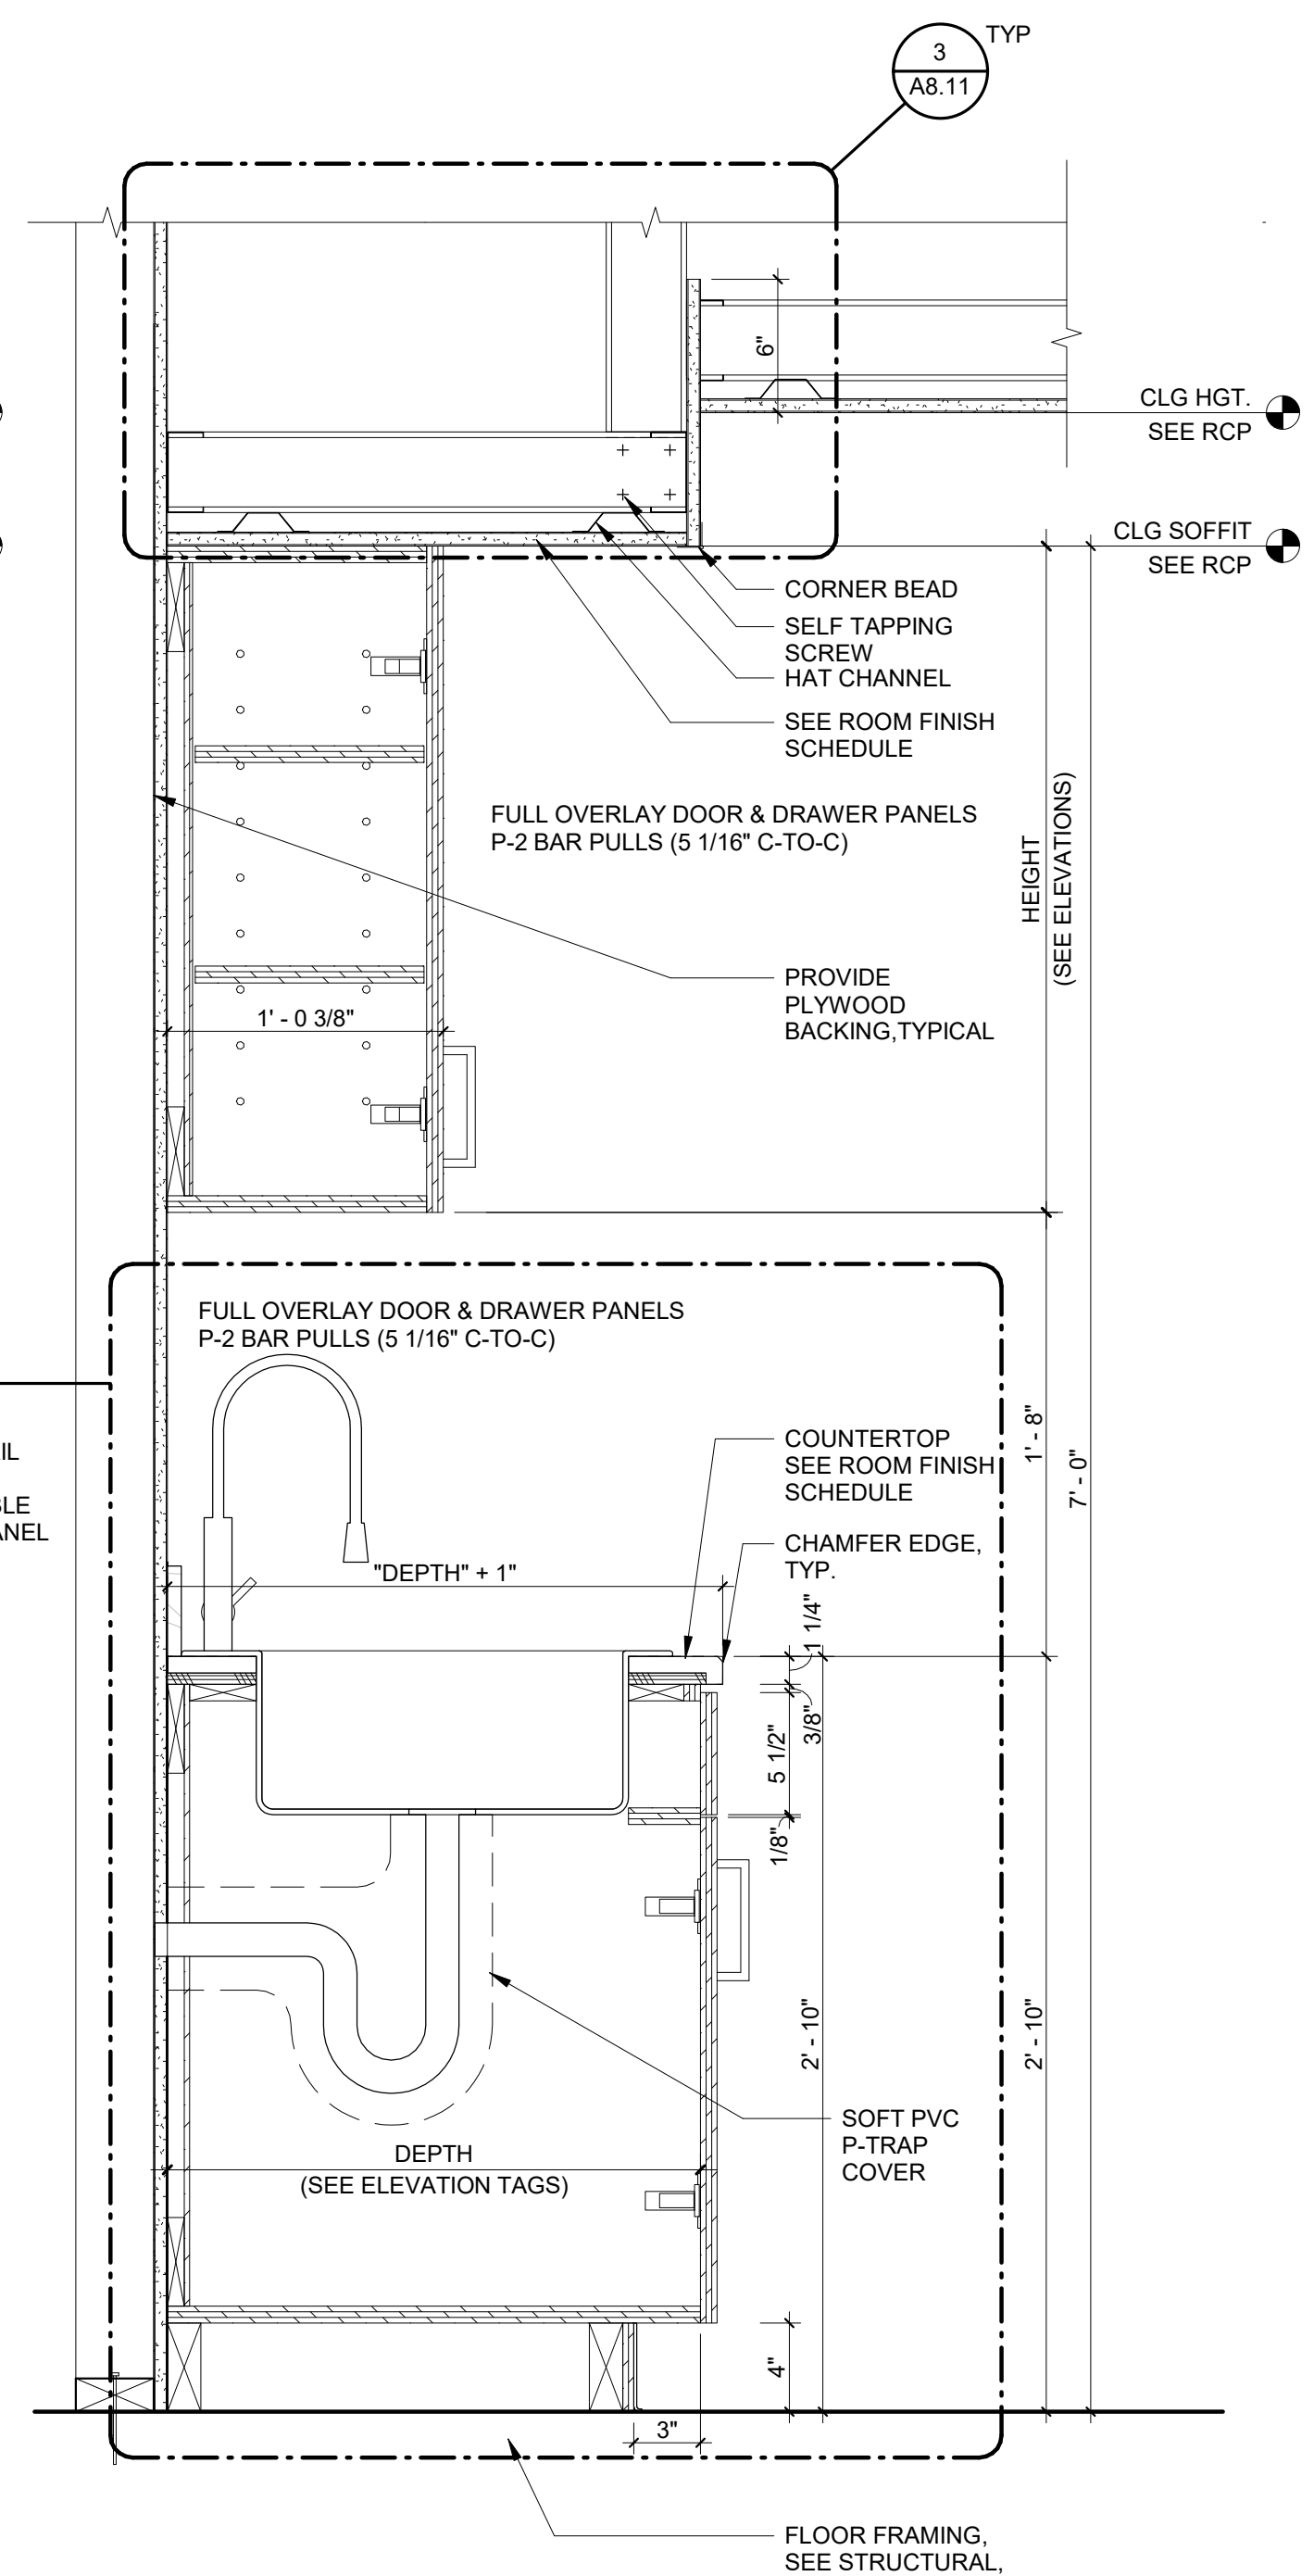 TYP
3
A8.11
6"
CLG HGT.
SEE RCP
CLG SOFFIT
SEE RCP
CORNER BEAD
SELF TAPPING
SCREW
HAT CHANNEL
SEE ROOM FINISH
SCHEDULE
FULL OVERLAY DOOR & DRAWER PANELS
P-2 BAR PULLS (5 1/16" C-TO-C)
HEIGHT
(SEE ELEVATIONS)
PROVIDE
PLYWOOD
BACKING,TYPICAL
1' - 0 3/8"
FULL OVERLAY DOOR & DRAWER PANELS
P-2 BAR PULLS (5 1/16" C-TO-C)
1' - 8"
7' - 0"
COUNTERTOP
SEE ROOM FINISH
SCHEDULE
IL
BLE
ANEL
CHAMFER EDGE,
TYP.
"DEPTH" + 1"
1 1/4"
3/8"
5 1/2"
1/8"
2' - 10"
2' - 10"
SOFT PVC
P-TRAP
COVER
DEPTH
(SEE ELEVATION TAGS)
4"
3"
FLOOR FRAMING,
SEE STRUCTURAL,